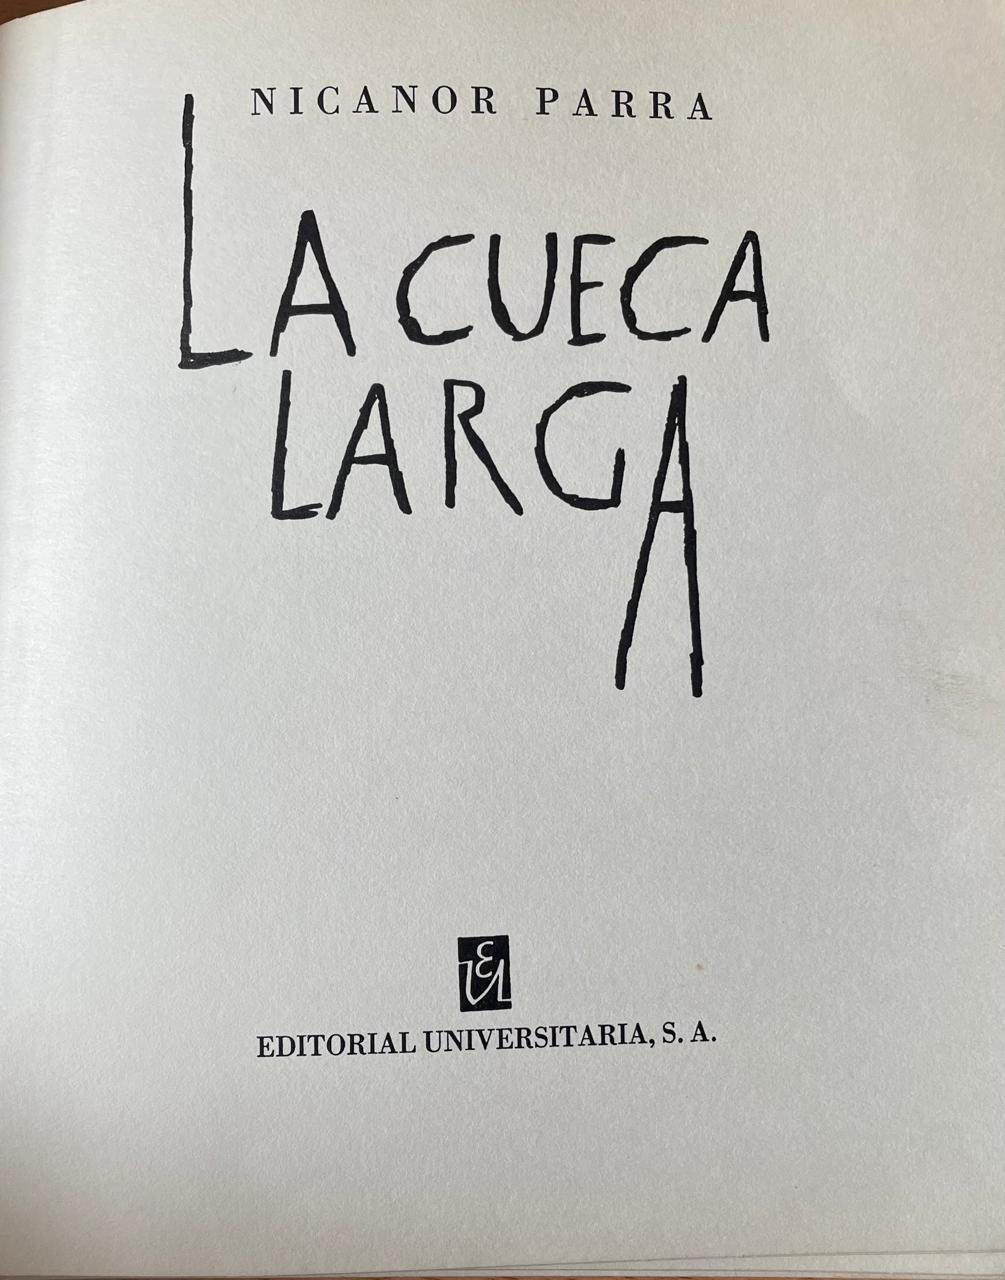 NICANOR PARRA
LA CUECA
LARGA
EU
EDITORIAL UNIVERSITARIA, S. A.